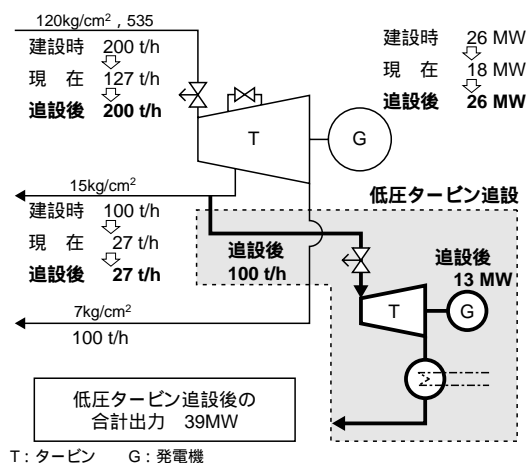 120kg/cm²，535
建設時 200 t/h
現 在 127 t/h
追設後 200 t/h
建設時 26 MW
現 在 18 MW
追設後 26 MW
T
G
15kg/cm²
建設時 100 t/h
現 在 27 t/h
追設後 27 t/h
低圧タービン追設
追設後
100 t/h
追設後
13 MW
T
G
7kg/cm²
100 t/h
低圧タービン追設後の
合計出力 39MW
T：タービン G：発電機